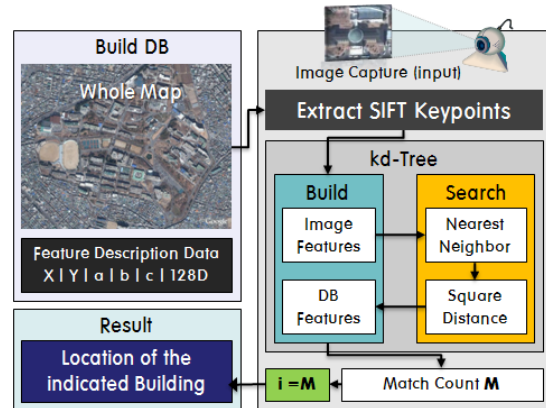 Build DB
Whole Map
Google
Feature Description Data
X | Y | a | b | c | 128D
Result
Location of the
indicated Building
Image Capture (input)
Extract SIFT Keypoints
kd-Tree
Build
Image
Features
DB
Features
Search
Nearest
Neighbor
Square
Distance
i =M
Match Count M